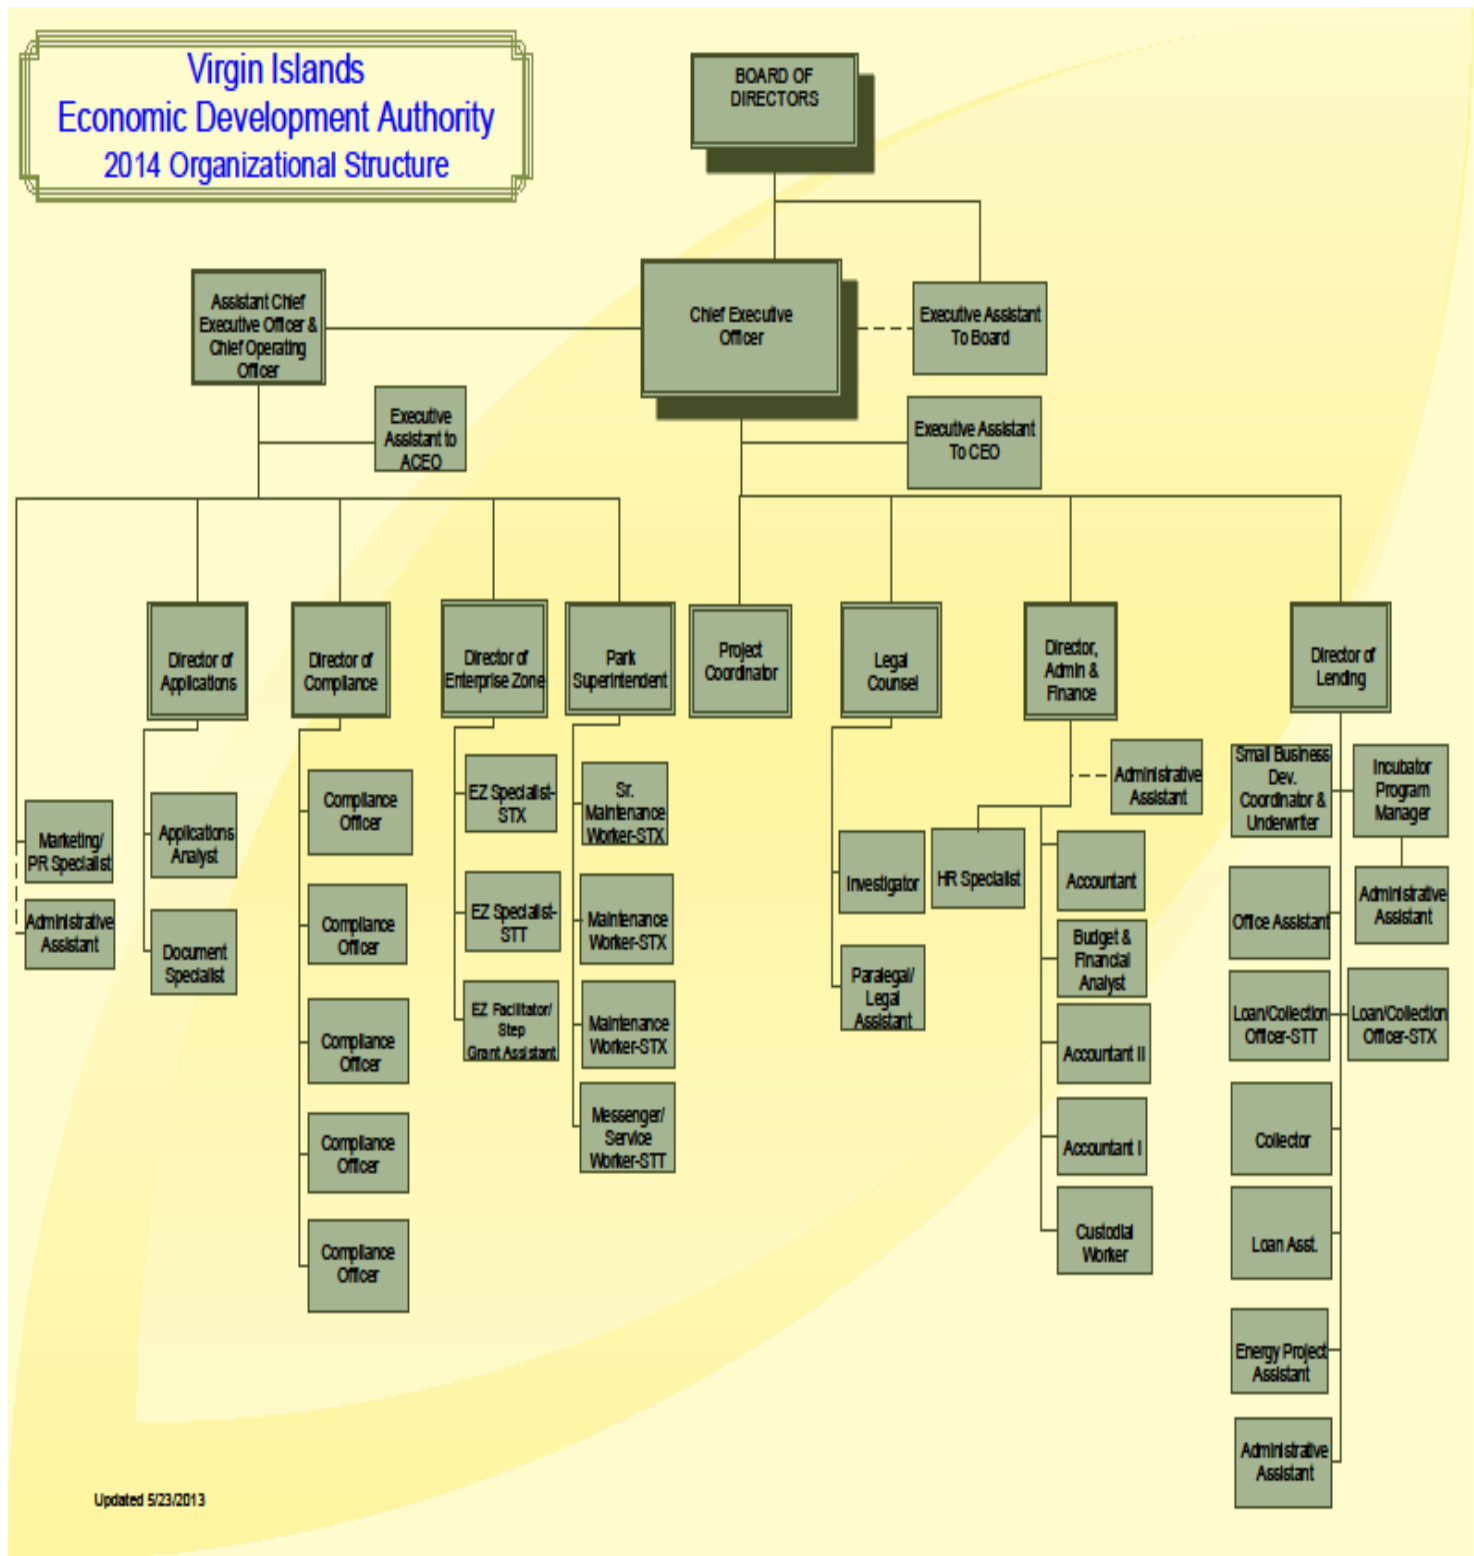 Virgin Islands
Economic Development Authority
2014 Organizational Structure
BOARD OF
DIRECTORS
Assistant Chief
Executive Officer &
Chief Operating
Officer
Chief Executive
Officer
Executive Assistant
To Board
Executive
Assistant to
ACEO
Executive Assistant
To CEO
Director of
Applications
Director of
Compliance
Director of
Enterprise Zone
Park
Superintendent
Project
Coordinator
Legal
Counsel
Director,
Admin &
Finance
Director of
Lending
Marketing/
PR Specialist
Administrative
Assistant
Applications
Analyst
Document
Specialist
Compliance
Officer
Compliance
Officer
Compliance
Officer
Compliance
Officer
Compliance
Officer
EZ Specialist-
STX
EZ Specialist-
STT
EZ Facilitator/
Step
Grant Assistant
Sr.
Maintenance
Worker-STX
Maintenance
Worker-STX
Maintenance
Worker-STX
Messenger/
Service
Worker-STT
Investigator
Paralegal/
Legal
Assistant
Administrative
Assistant
HR Specialist
Accountant
Budget &
Financial
Analyst
Accountant II
Accountant I
Custodial
Worker
Small Business
Dev.
Coordinator &
Underwriter
Incubator
Program
Manager
Office Assistant
Administrative
Assistant
Loan/Collection
Officer-STT
Loan/Collection
Officer-STX
Collector
Loan Asst.
Energy Project
Assistant
Administrative
Assistant
Updated 5/23/2013